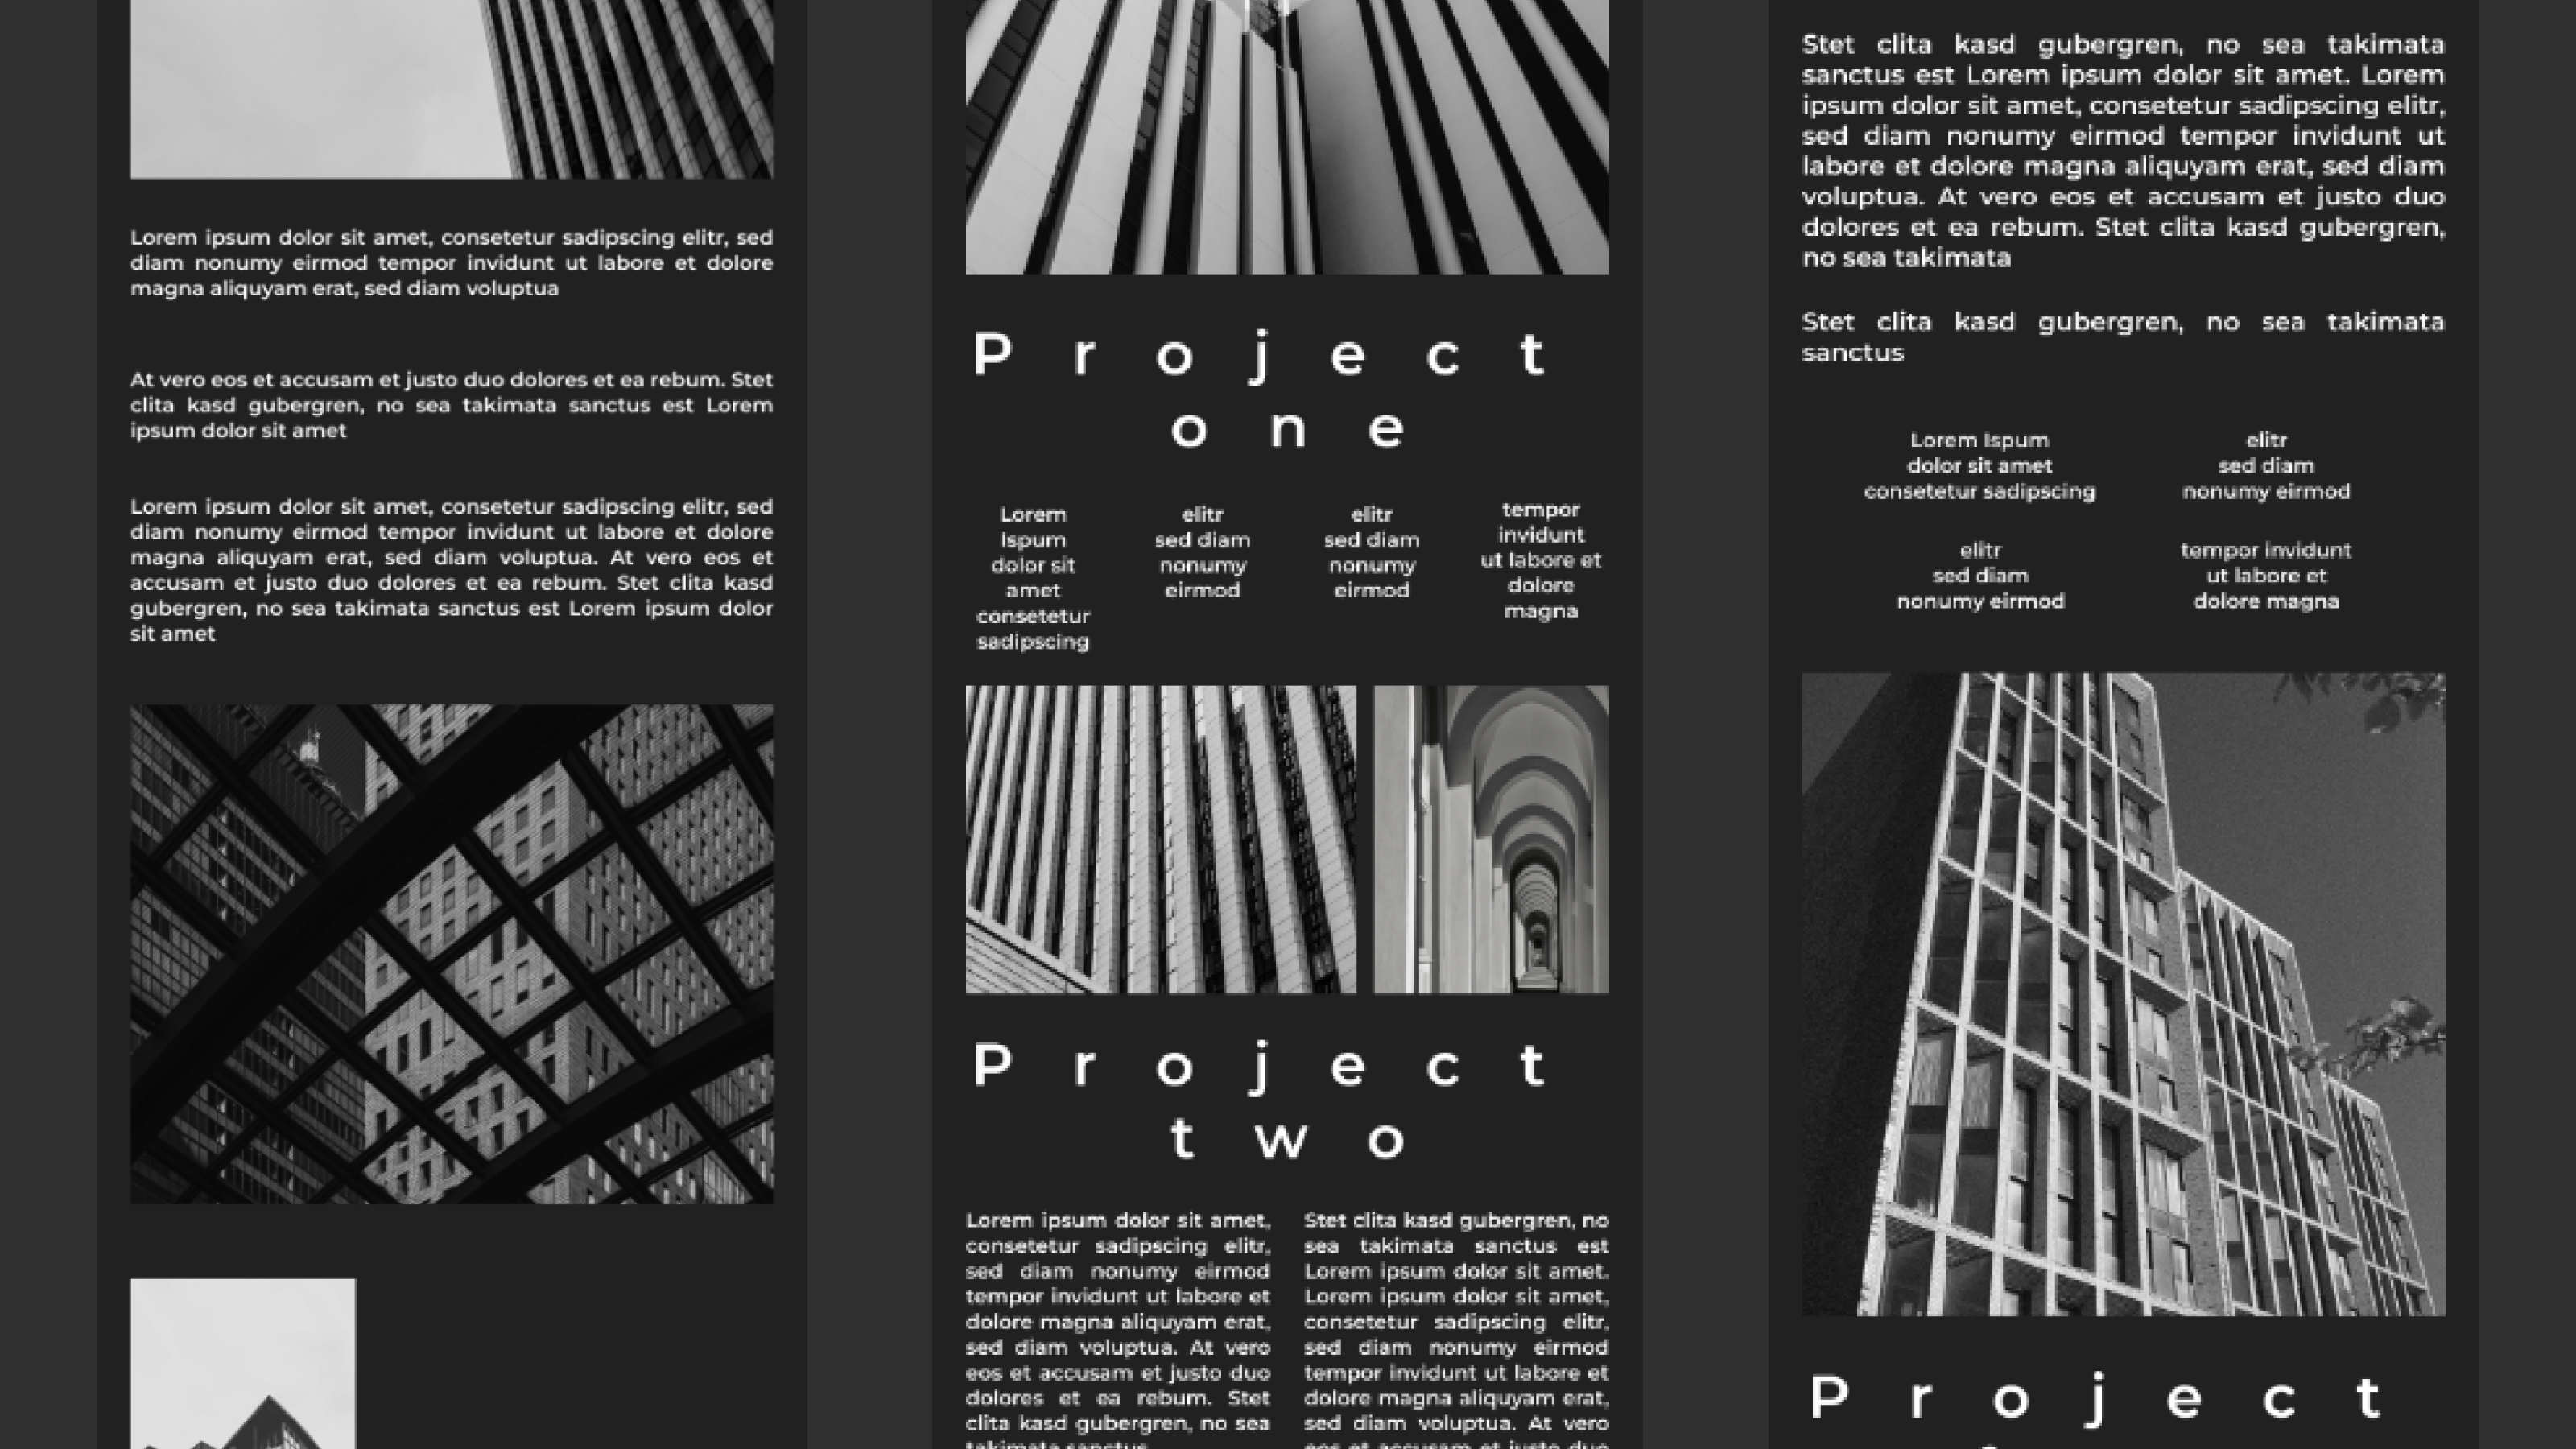 Lorem ipsum dolor sit amet, consetetur sadipscing elitr, sed
diam nonumy eirmod tempor invidunt ut labore et dolore
magna aliquyam erat, sed diam voluptua
At vero eos et accusam et justo duo dolores et ea rebum. Stet
clita kasd gubergren, no sea takimata sanctus est Lorem
ipsum dolor sit amet
Lorem ipsum dolor sit amet, consetetur sadipscing elitr, sed
diam nonumy eirmod tempor invidunt ut labore et dolore
magna aliquyam erat, sed diam voluptua. At vero eos et
accusam et justo duo dolores et ea rebum. Stet clita kasd
gubergren, no sea takimata sanctus est Lorem ipsum dolor
sit amet
Project
one
Lorem
Ispum
dolor sit
amet
consetetur
sadipscing
elitr
sed diam
nonumy
eirmod
elitr
sed diam
nonumy
eirmod
tempor
invidunt
ut labore et
dolore
magna
Project
two
Lorem ipsum dolor sit amet,
consetetur sadipscing elitr,
sed diam nonumy eirmod
tempor invidunt ut labore et
dolore magna aliquyam erat,
sed diam voluptua. At vero
eos et accusam et justo duo
dolores et ea rebum. Stet
clita kasd gubergren, no sea
takimata sanctus
Stet clita kasd gubergren, no
sea takimata sanctus est
Lorem ipsum dolor sit amet.
Lorem ipsum dolor sit amet,
consetetur sadipscing elitr,
sed diam nonumy eirmod
tempor invidunt ut labore et
dolore magna aliquyam erat,
sed diam voluptua. At vero
eos et accusam et justo duo
Stet clita kasd gubergren, no sea takimata
sanctus est Lorem ipsum dolor sit amet. Lorem
ipsum dolor sit amet, consetetur sadipscing elitr,
sed diam nonumy eirmod tempor invidunt ut
labore et dolore magna aliquyam erat, sed diam
voluptua. At vero eos et accusam et justo duo
dolores et ea rebum. Stet clita kasd gubergren,
no sea takimata
Stet clita kasd gubergren, no sea takimata
sanctus
Lorem Ispum
dolor sit amet
consetetur sadipscing
elitr
sed diam
nonumy eirmod
elitr
sed diam
nonumy eirmod
tempor invidunt
ut labore et
dolore magna
Project